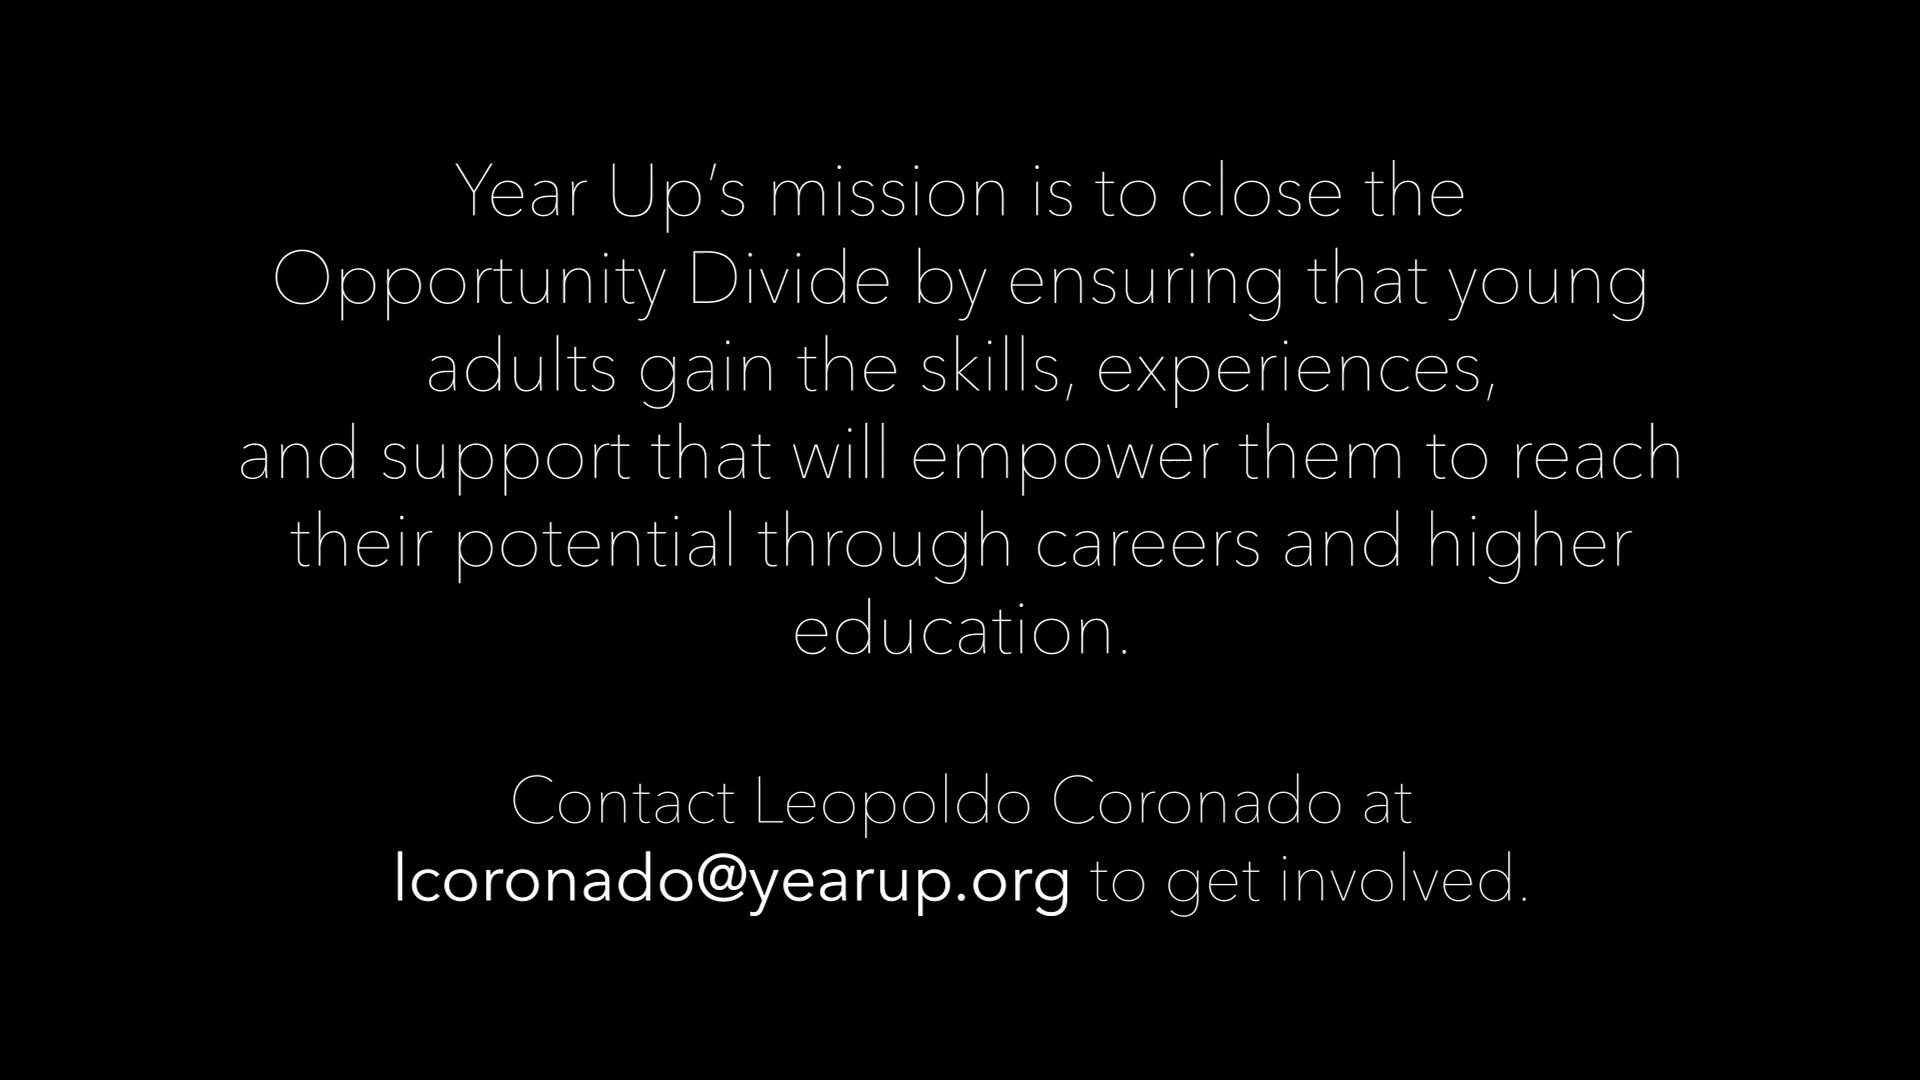 Year Up’s mission is to close the
Opportunity Divide by ensuring that young
adults gain the skills, experiences,
and support that will empower them to reach
their potential through careers and higher
education.
Contact Leopoldo Coronado at
lcoronado@yearup.org to get involved.